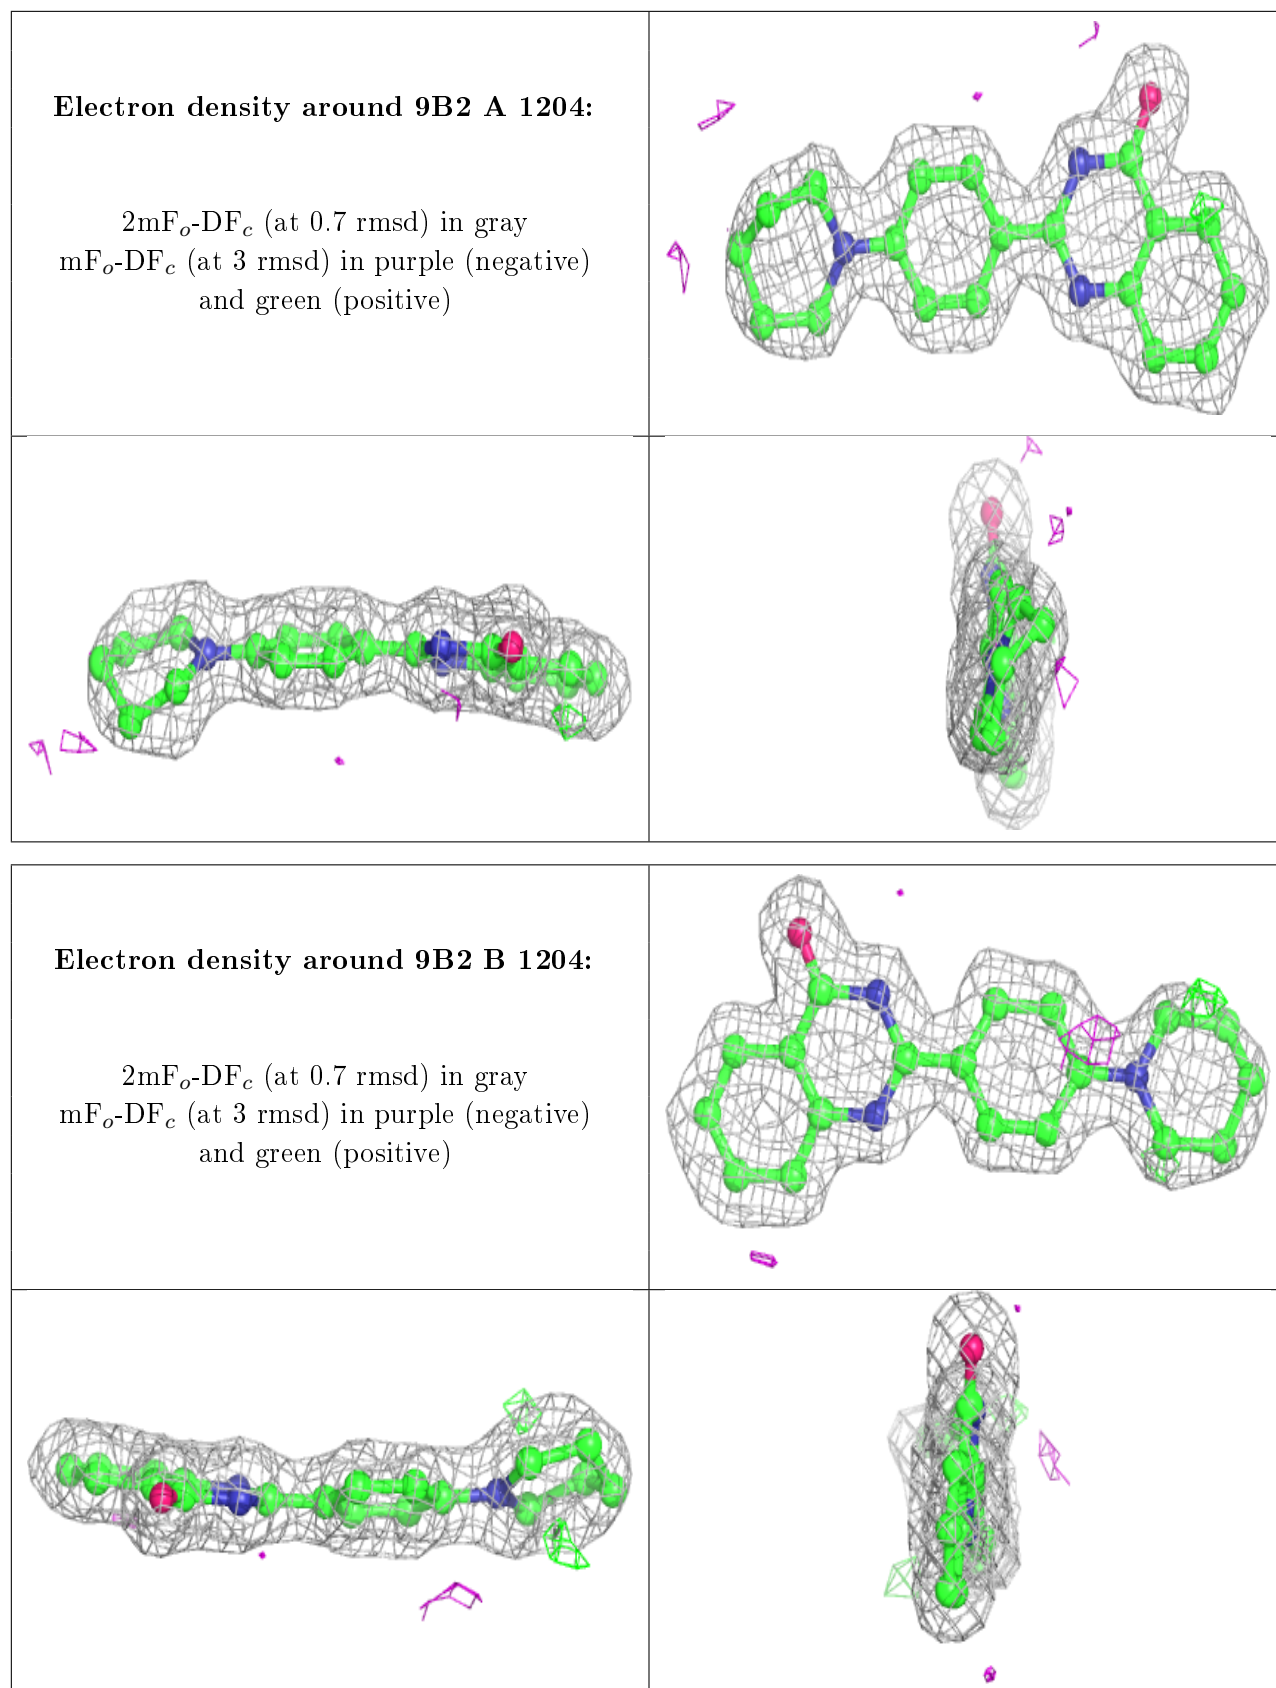 Electron density around 9B2 A 1204:
2mFo-DFc (at 0.7 rmsd) in gray
mFo-DFc (at 3 rmsd) in purple (negative)
and green (positive)
Electron density around 9B2 B 1204:
2mFo-DFc (at 0.7 rmsd) in gray
mFo-DFc (at 3 rmsd) in purple (negative)
and green (positive)